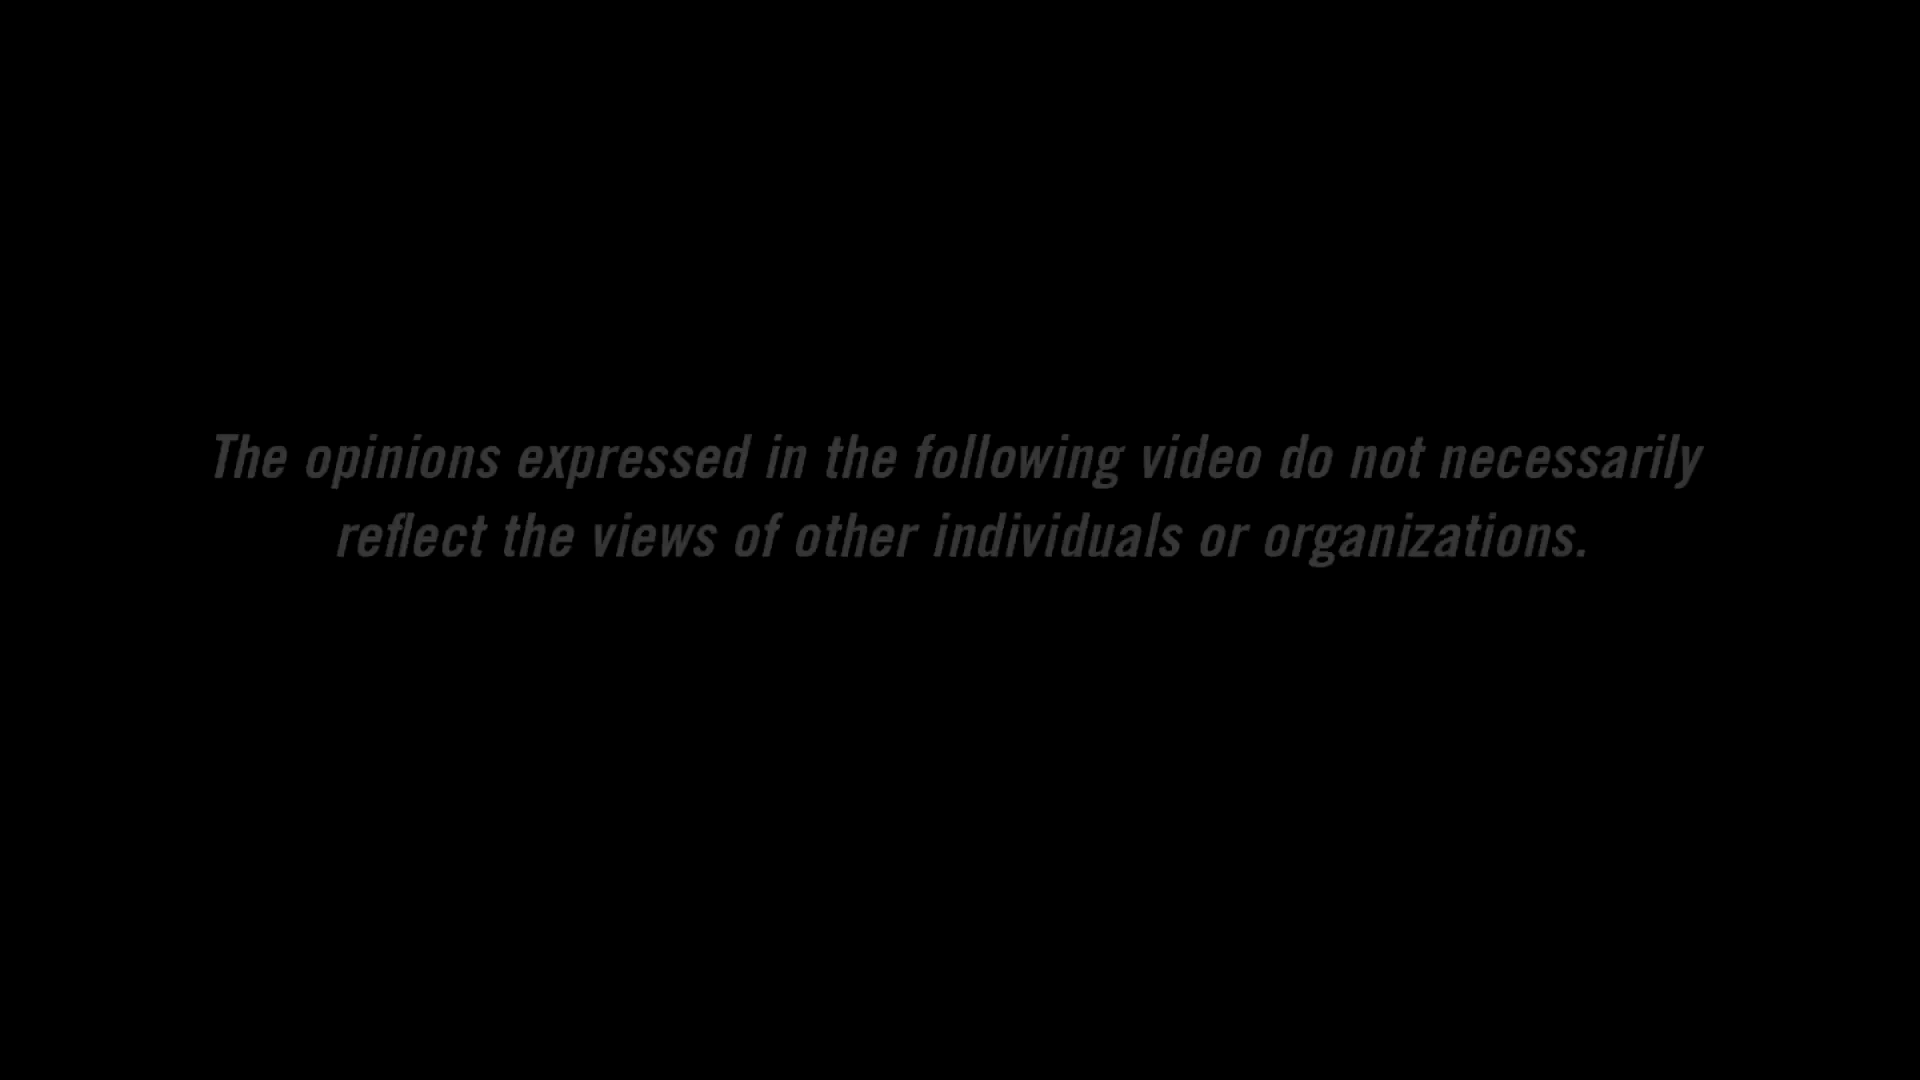 The opinions expressed in the following video do not necessarily
reflect the views of other individuals or organizations.